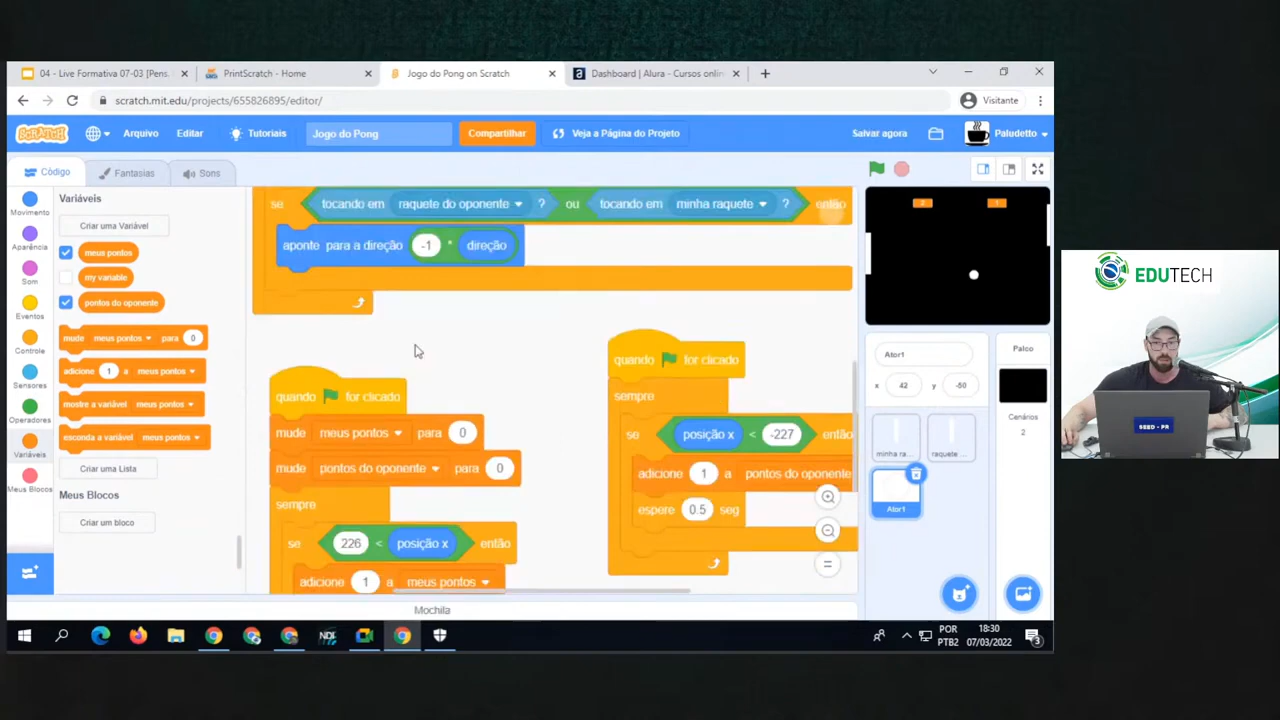 04 - Live Formativa 07-03 [Pens.
PrintScratch - Home
Jogo do Pong on Scratch
Dashboard | Alura - Cursos onlin
scratch.mit.edu/projects/655826895/editor/
Visitante
SCRATCH
Arquivo
Editar
Tutoriais
Jogo do Pong
Compartilhar
Veja a Página do Projeto
Salvar agora
Paludetto
Código
Fantasias
Sons
Movimento
Aparência
Som
Eventos
Controle
Sensores
Operadores
Variáveis
Meus Blocos
Variáveis
Criar uma Variável
meus pontos
my variable
pontos do oponente
mude meus pontos para 0
adicione 1 a meus pontos
mostre a variável meus pontos
esconda a variável meus pontos
Criar uma Lista
Meus Blocos
Criar um bloco
se tocando em raquete do oponente ? ou tocando em minha raquete ? então
aponte para a direção -1 * direção
quando for clicado
mude meus pontos para 0
mude pontos do oponente para 0
sempre
se 226 < posição x então
adicione 1 a meus pontos
quando for clicado
sempre
se posição x < -227 então
adicione 1 a pontos do oponente
espere 0.5 seg
Mochila
1
Ator1
x 42 y -50
minha ra...
raquete ...
Ator1
Palco
Cenários
2
EDUTECH
SEED - PR
POR
PTB2
18:30
07/03/2022
3